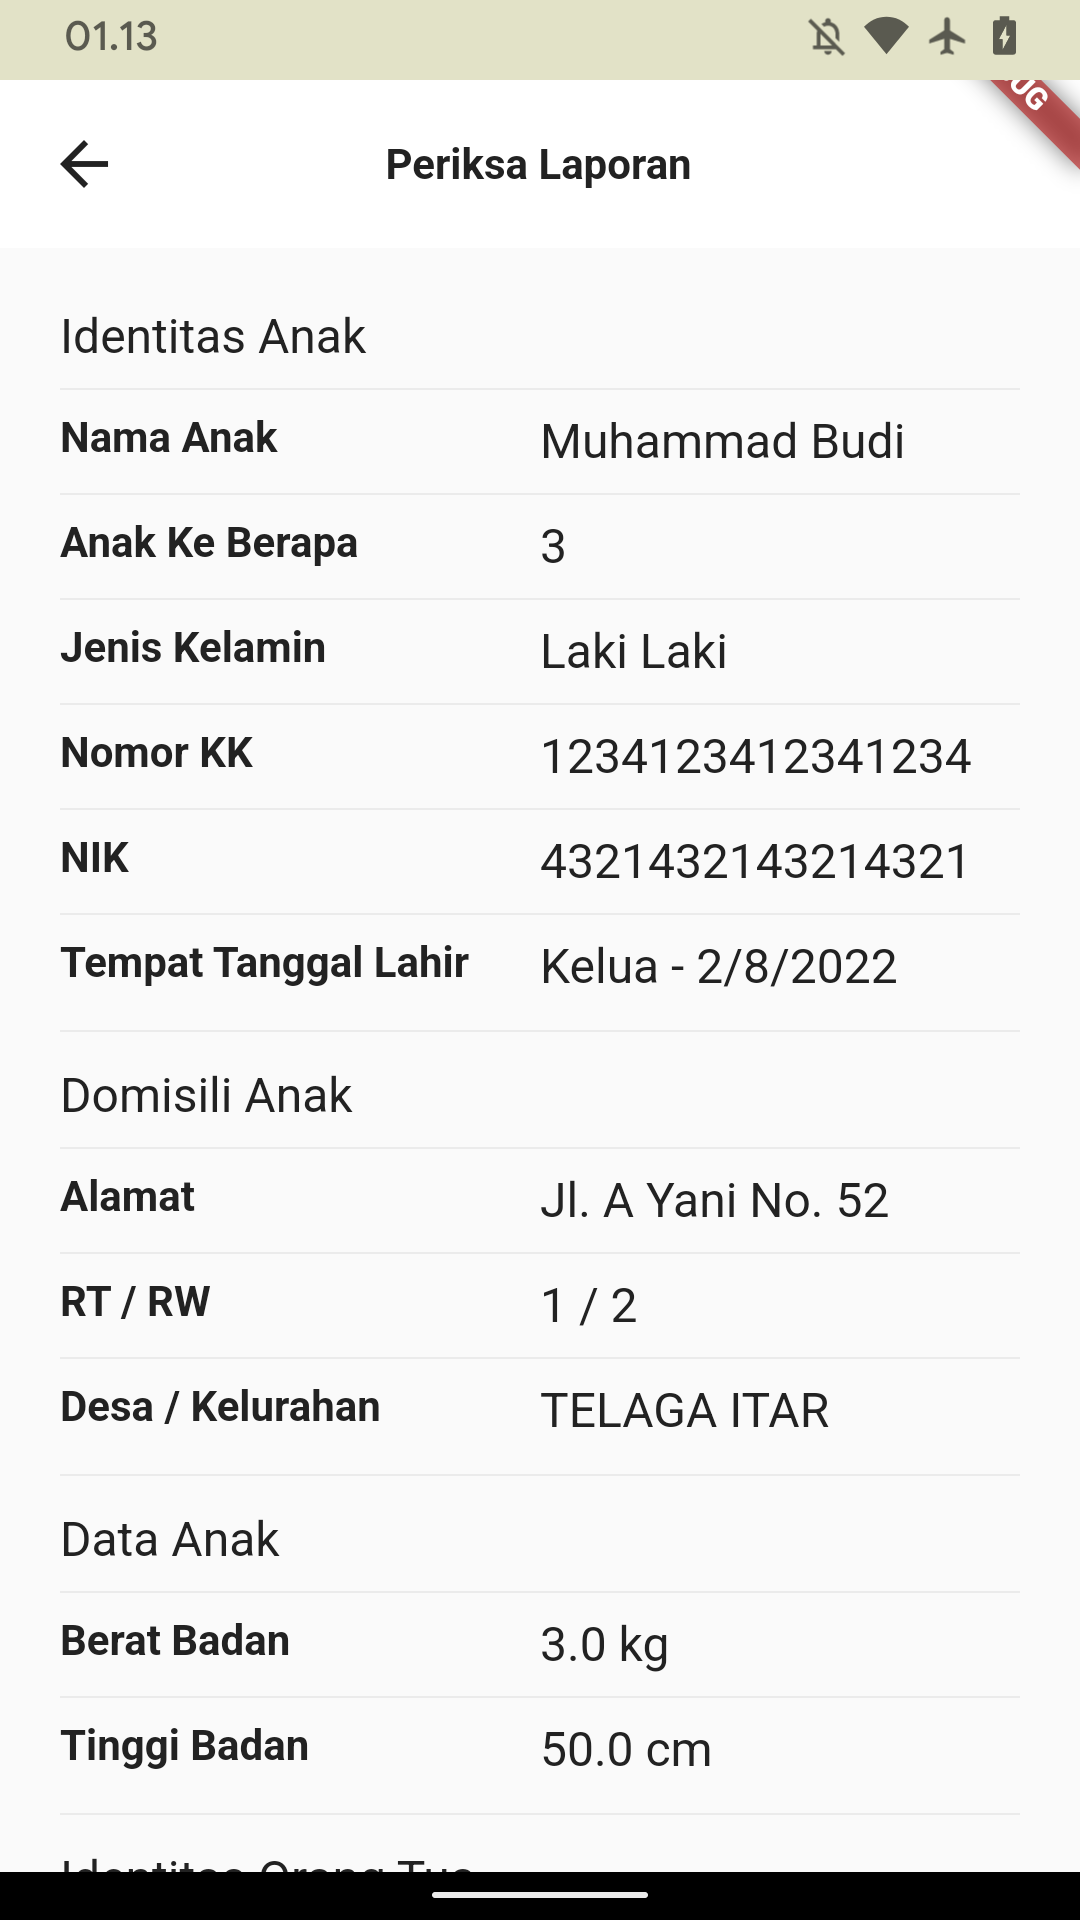 01.13
UG
Periksa Laporan
Identitas Anak
Nama Anak Muhammad Budi
Anak Ke Berapa 3
Jenis Kelamin Laki Laki
Nomor KK 1234123412341234
NIK 4321432143214321
Tempat Tanggal Lahir Kelua - 2/8/2022
Domisili Anak
Alamat Jl. A Yani No. 52
RT / RW 1 / 2
Desa / Kelurahan TELAGA ITAR
Data Anak
Berat Badan 3.0 kg
Tinggi Badan 50.0 cm
Identitas Orang Tua